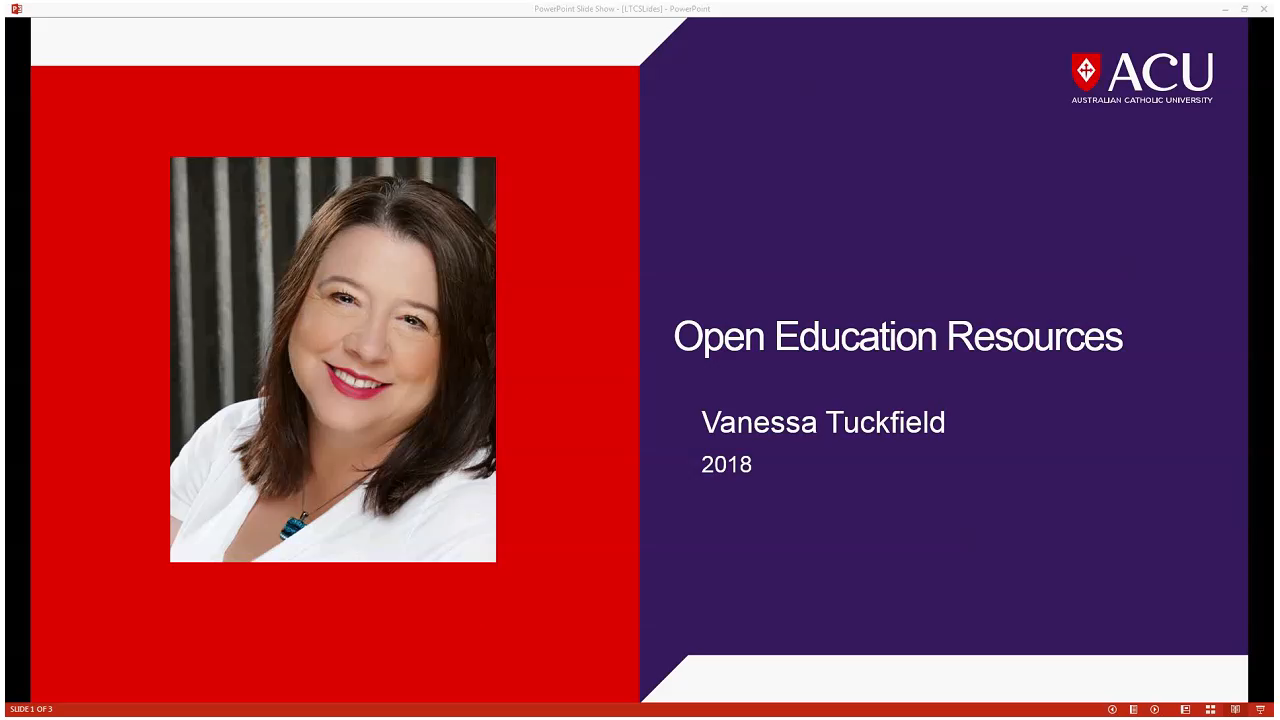 PowerPoint Slide Show - [LTCSLides] - PowerPoint
ACU
AUSTRALIAN CATHOLIC UNIVERSITY
Open Education Resources
Vanessa Tuckfield
2018
SLIDE 1 OF 3